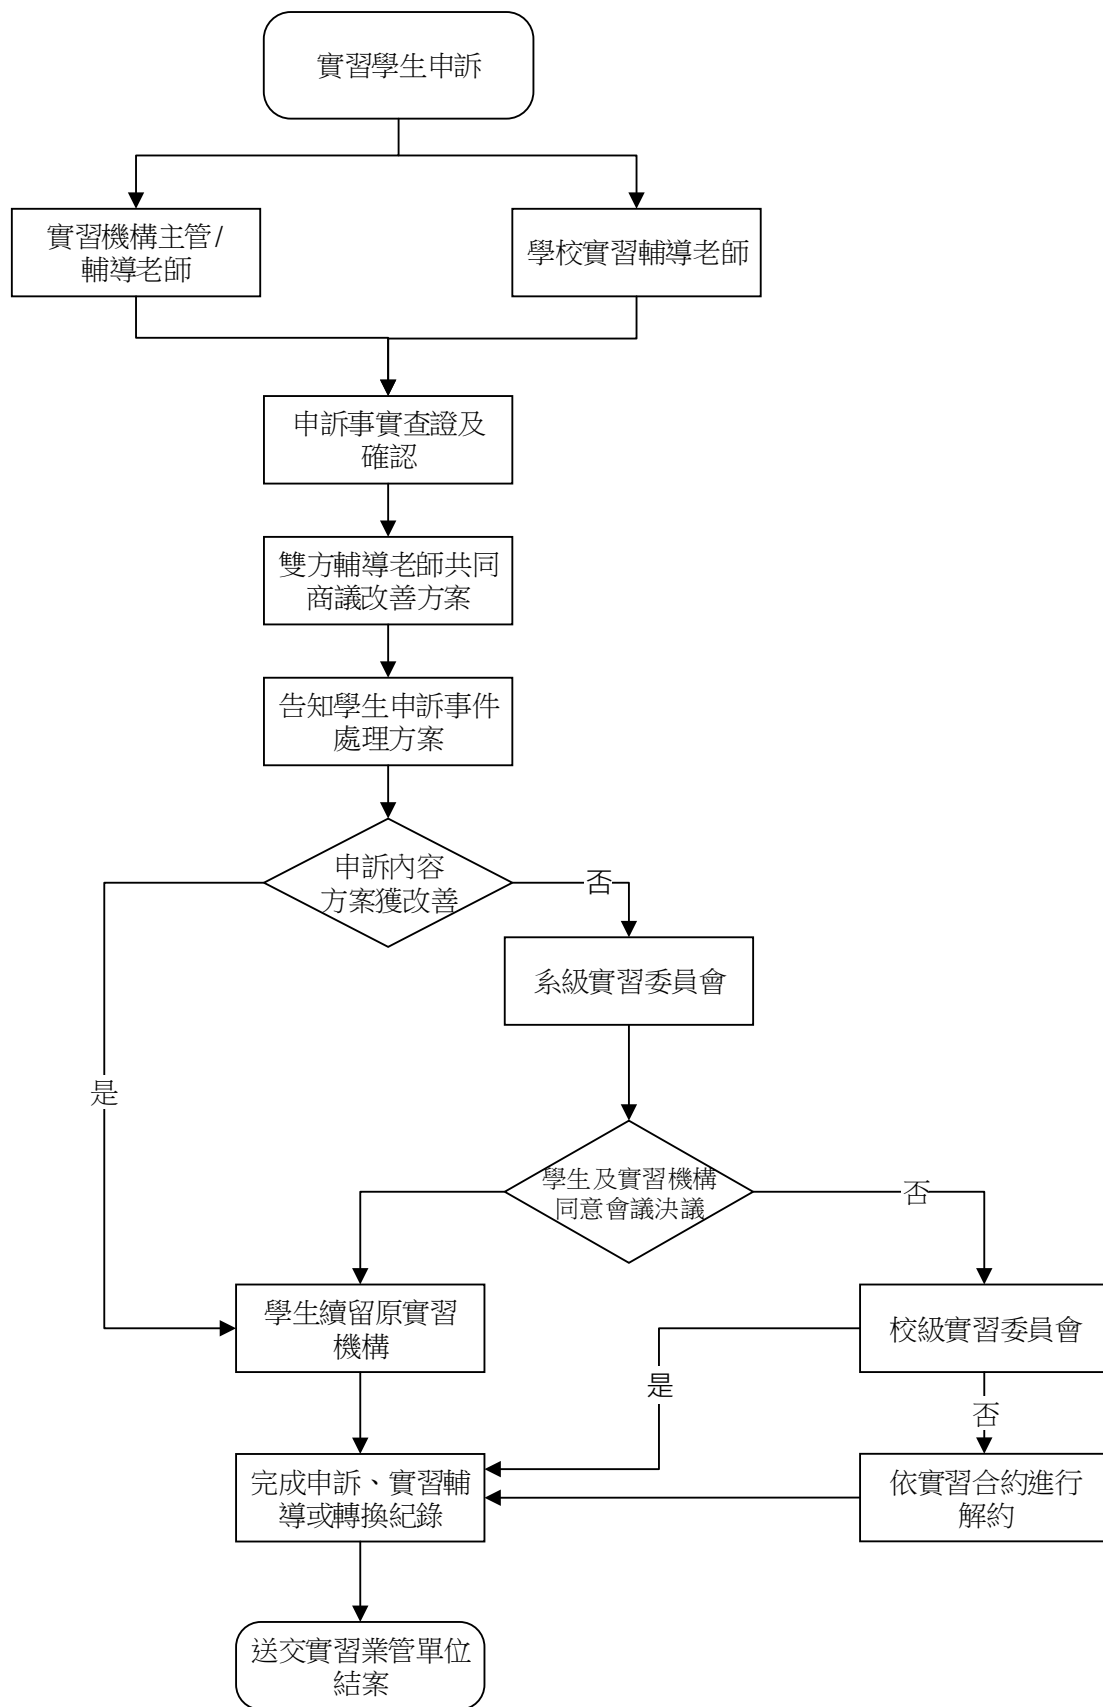 實習學生申訴
實習機構主管/
輔導老師
學校實習輔導老師
申訴事實查證及
確認
雙方輔導老師共同
商議改善方案
告知學生申訴事件
處理方案
申訴內容
方案獲改善
否
系級實習委員會
是
學生及實習機構
同意會議決議
否
學生續留原實習
機構
校級實習委員會
是
否
完成申訴、實習輔
導或轉換紀錄
依實習合約進行
解約
送交實習業管單位
結案